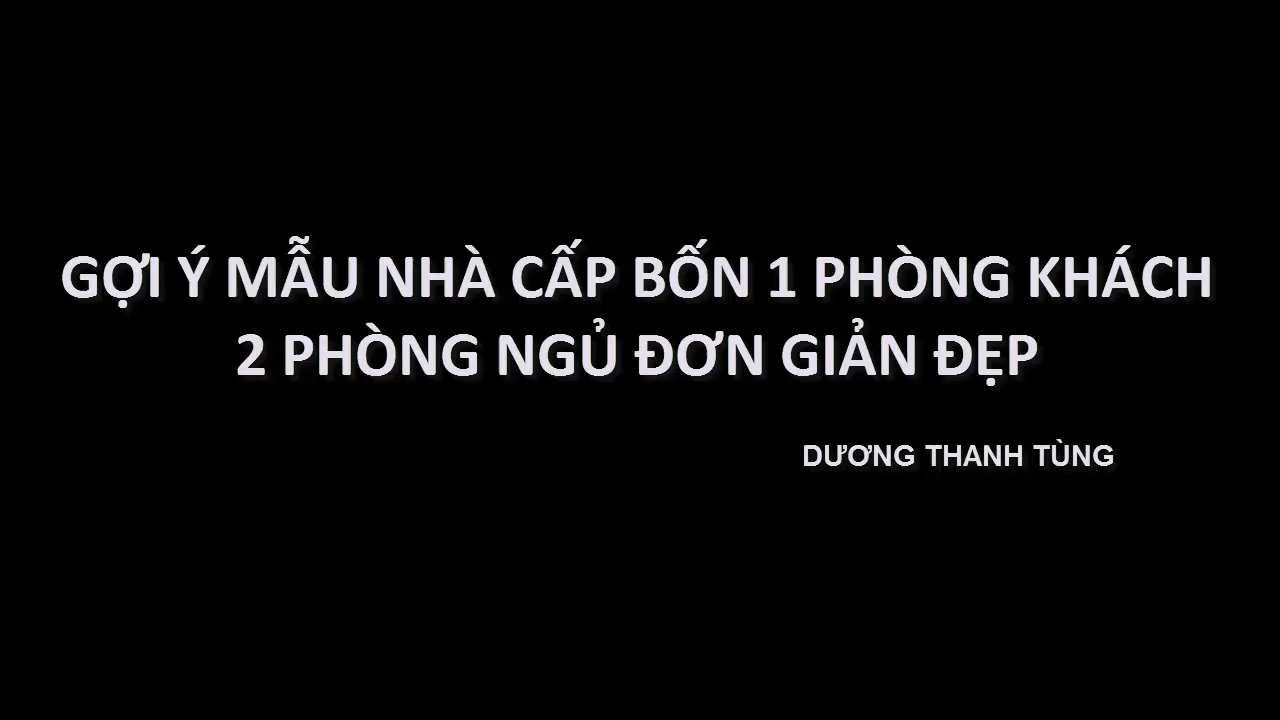 GỢI Ý MẪU NHÀ CẤP BỐN 1 PHÒNG KHÁCH
2 PHÒNG NGỦ ĐƠN GIẢN ĐẸP
DƯƠNG THANH TÙNG